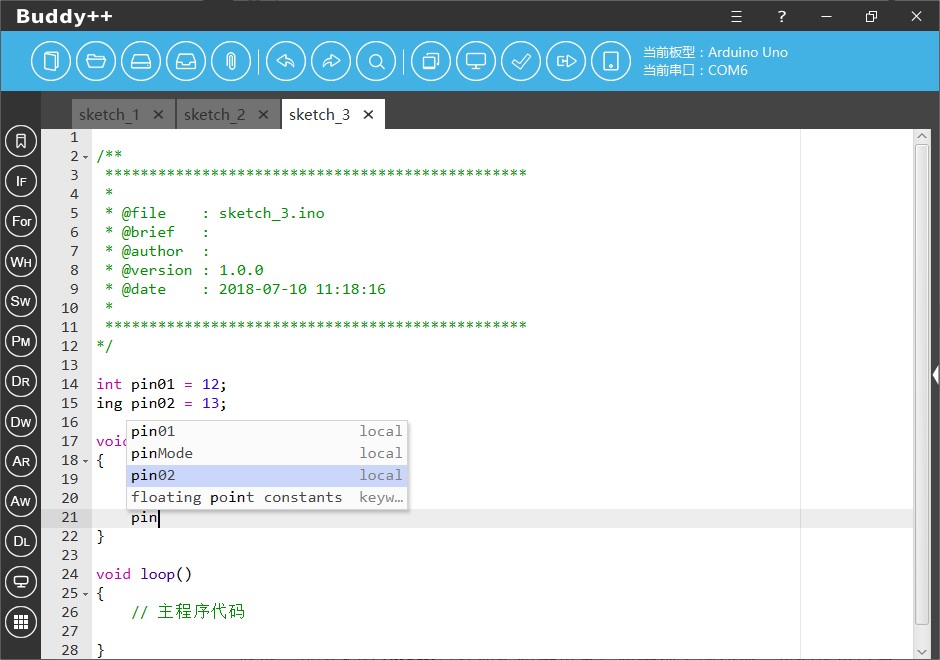 Buddy++
?
当前板型：Arduino Uno
当前串口：COM6
sketch_1 ✕ sketch_2 ✕ sketch_3 ✕
IF
For
WH
SW
PM
DR
DW
AR
AW
DL
1
2 /**
3 ************************************************
4 *
5 * @file : sketch_3.ino
6 * @brief :
7 * @author :
8 * @version : 1.0.0
9 * @date : 2018-07-10 11:18:16
10 *
11 ************************************************
12 */
13
14 int pin01 = 12;
15 ing pin02 = 13;
16
17 void
18 {
19
20
pin01 local
pinMode local
pin02 local
floating point constants keyw…
21 pin
22 }
23
24 void loop()
25 {
26 // 主程序代码
27
28 }